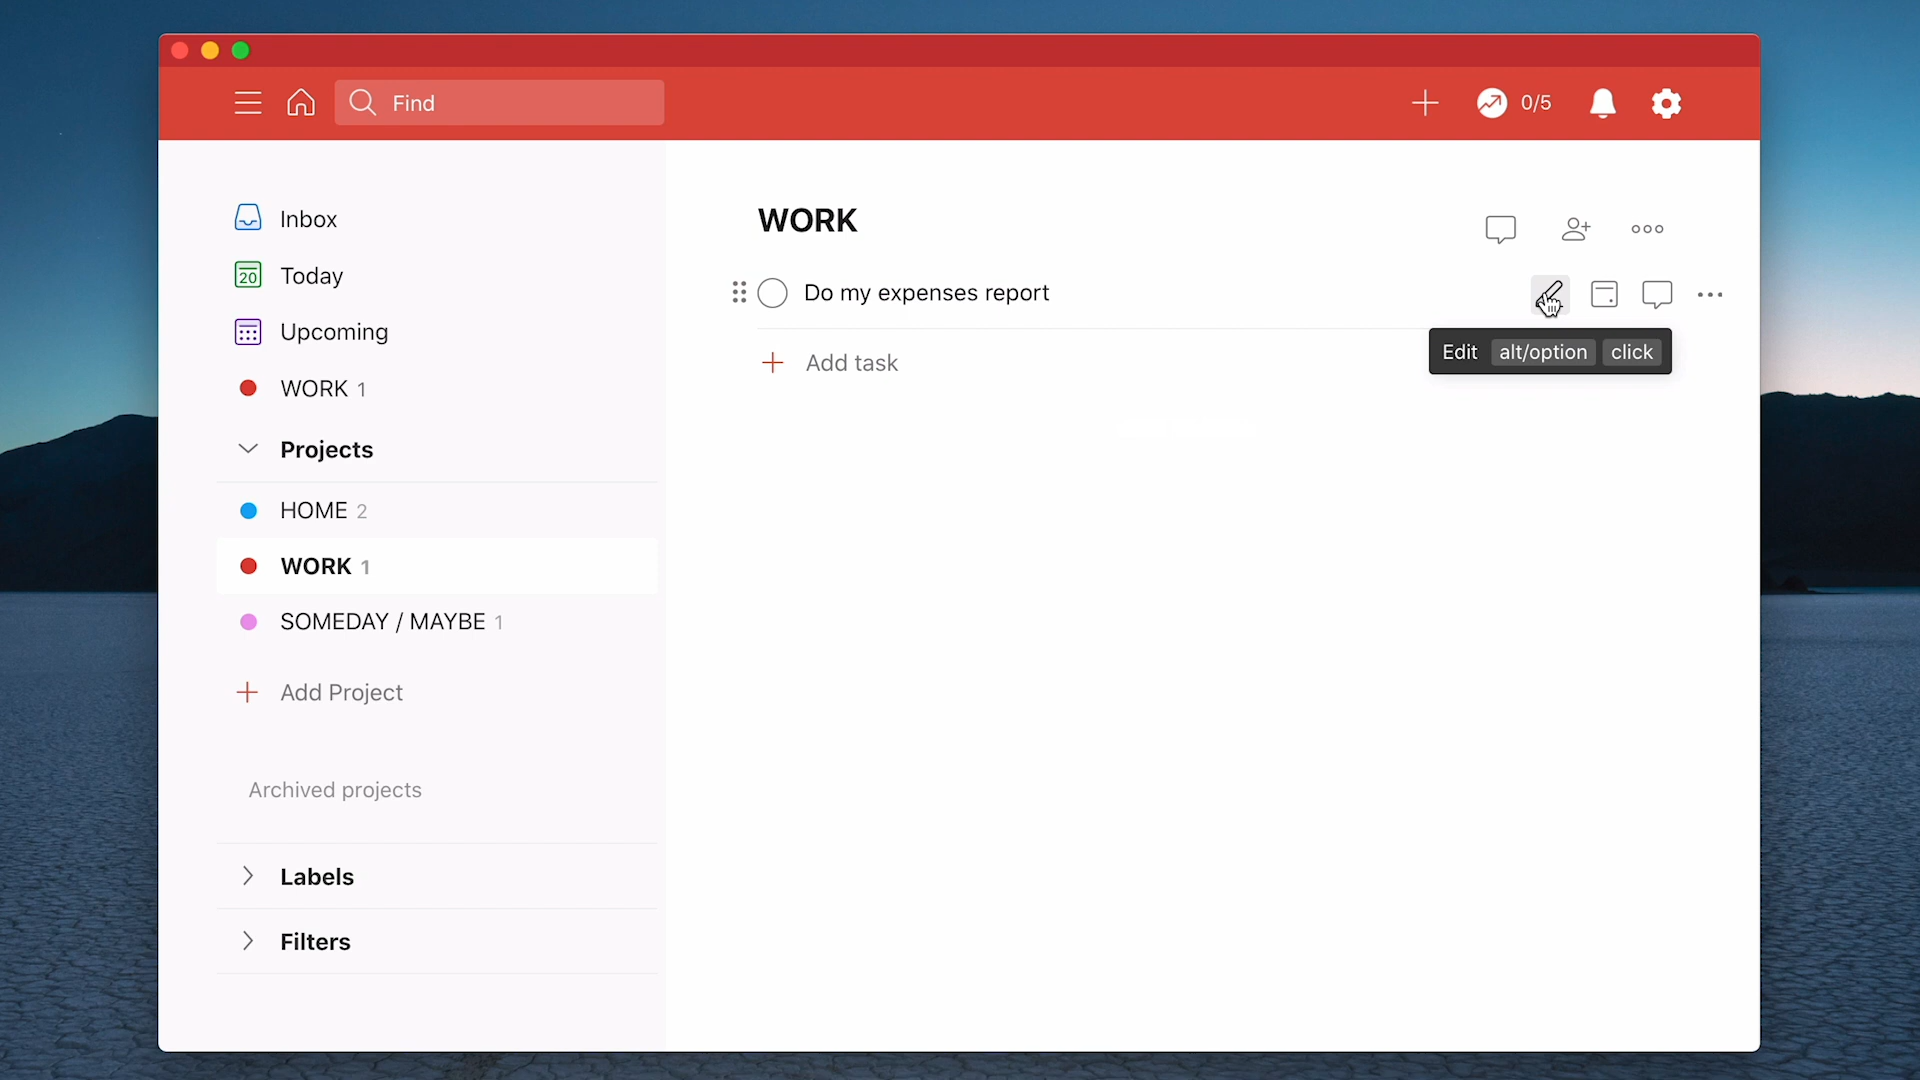 Find
0/5
Inbox
20
Today
Upcoming
WORK 1
Projects
HOME 2
WORK 1
SOMEDAY / MAYBE 1
Add Project
Archived projects
Labels
Filters
WORK
Do my expenses report
Add task
Edit alt/option click